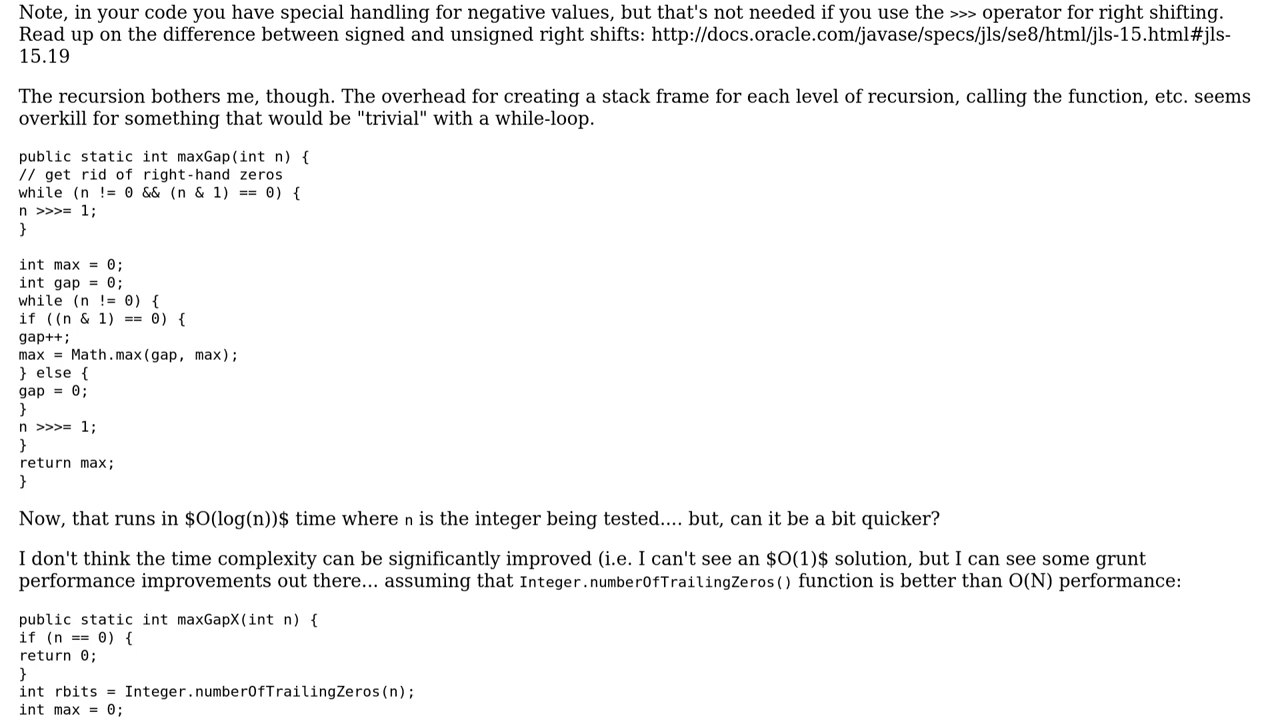 Note, in your code you have special handling for negative values, but that's not needed if you use the >>> operator for right shifting.
Read up on the difference between signed and unsigned right shifts: http://docs.oracle.com/javase/specs/jls/se8/html/jls-15.html#jls-
15.19
The recursion bothers me, though. The overhead for creating a stack frame for each level of recursion, calling the function, etc. seems
overkill for something that would be "trivial" with a while-loop.
public static int maxGap(int n) {
// get rid of right-hand zeros
while (n != 0 && (n & 1) == 0) {
n >>>= 1;
}
int max = 0;
int gap = 0;
while (n != 0) {
if ((n & 1) == 0) {
gap++;
max = Math.max(gap, max);
} else {
gap = 0;
}
n >>>= 1;
}
return max;
}
Now, that runs in $O(log(n))$ time where n is the integer being tested.... but, can it be a bit quicker?
I don't think the time complexity can be significantly improved (i.e. I can't see an $O(1)$ solution, but I can see some grunt
performance improvements out there... assuming that Integer.numberOfTrailingZeros() function is better than O(N) performance:
public static int maxGapX(int n) {
if (n == 0) {
return 0;
}
int rbits = Integer.numberOfTrailingZeros(n);
int max = 0;